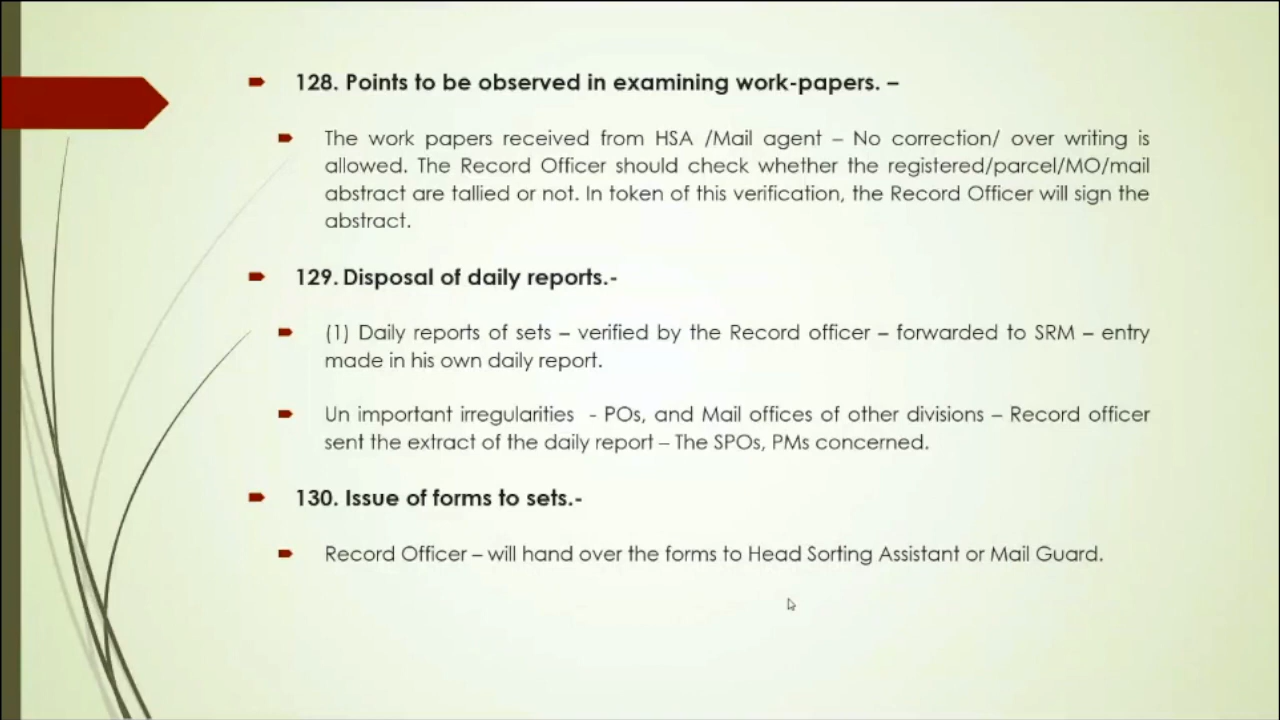 128. Points to be observed in examining work-papers. –
The work papers received from HSA /Mail agent – No correction/ over writing is
allowed. The Record Officer should check whether the registered/parcel/MO/mail
abstract are tallied or not. In token of this verification, the Record Officer will sign the
abstract.
129. Disposal of daily reports.-
(1) Daily reports of sets – verified by the Record officer – forwarded to SRM – entry
made in his own daily report.
Un important irregularities - POs, and Mail offices of other divisions – Record officer
sent the extract of the daily report – The SPOs, PMs concerned.
130. Issue of forms to sets.-
Record Officer – will hand over the forms to Head Sorting Assistant or Mail Guard.